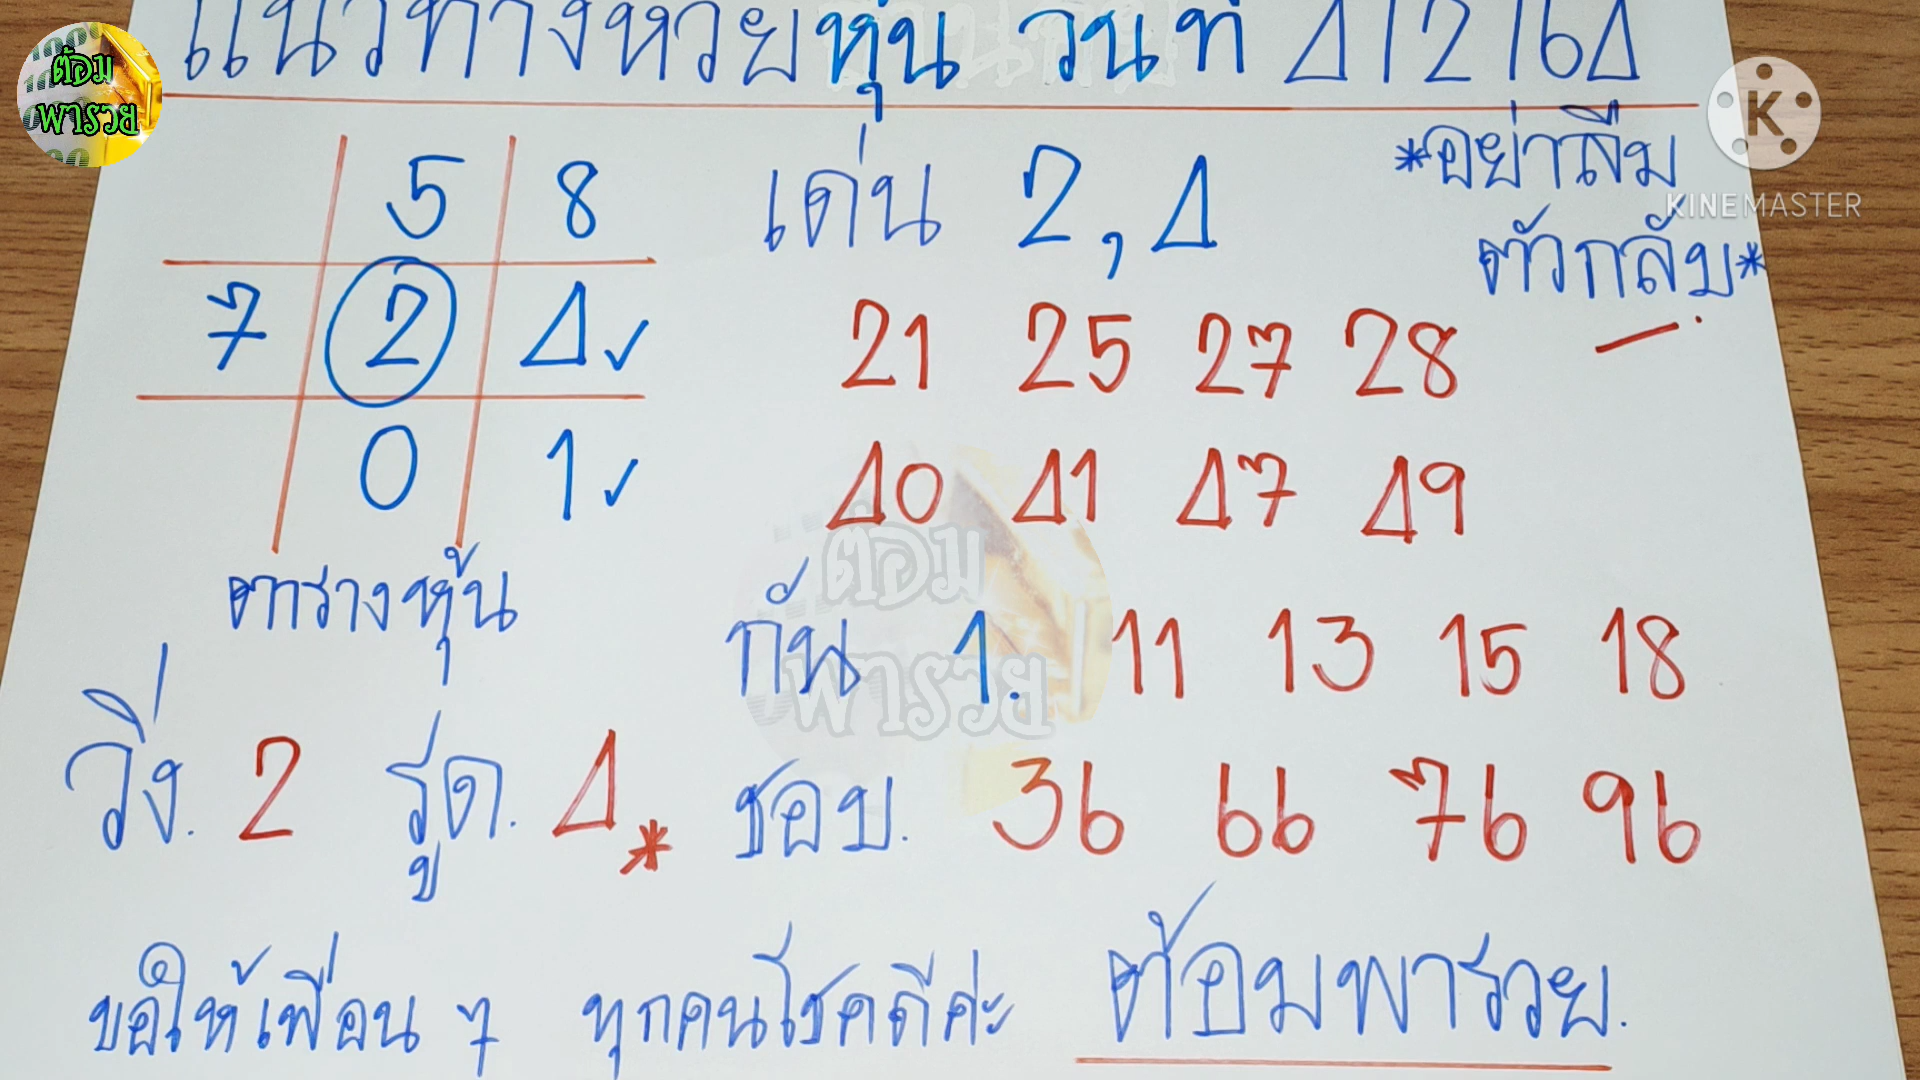 แนวทางหวยหุ้น วันที่ 4/2/64
ต้อม
พารวย
KINEMASTER
*อย่าลืม
ตัวกลับ*
5 8
7 2 4✓
0 1✓
ตารางหุ้น
เด่น 2,4
21 25 27 28
40 41 47 49
กัน 1. 11 13 15 18
วิ่ง. 2 รูด. 4* ชอบ. 36 66 76 96
ต้อม
พารวย
ขอให้เพื่อน ๆ ทุกคนโชคดีค่ะ ต้อมพารวย.